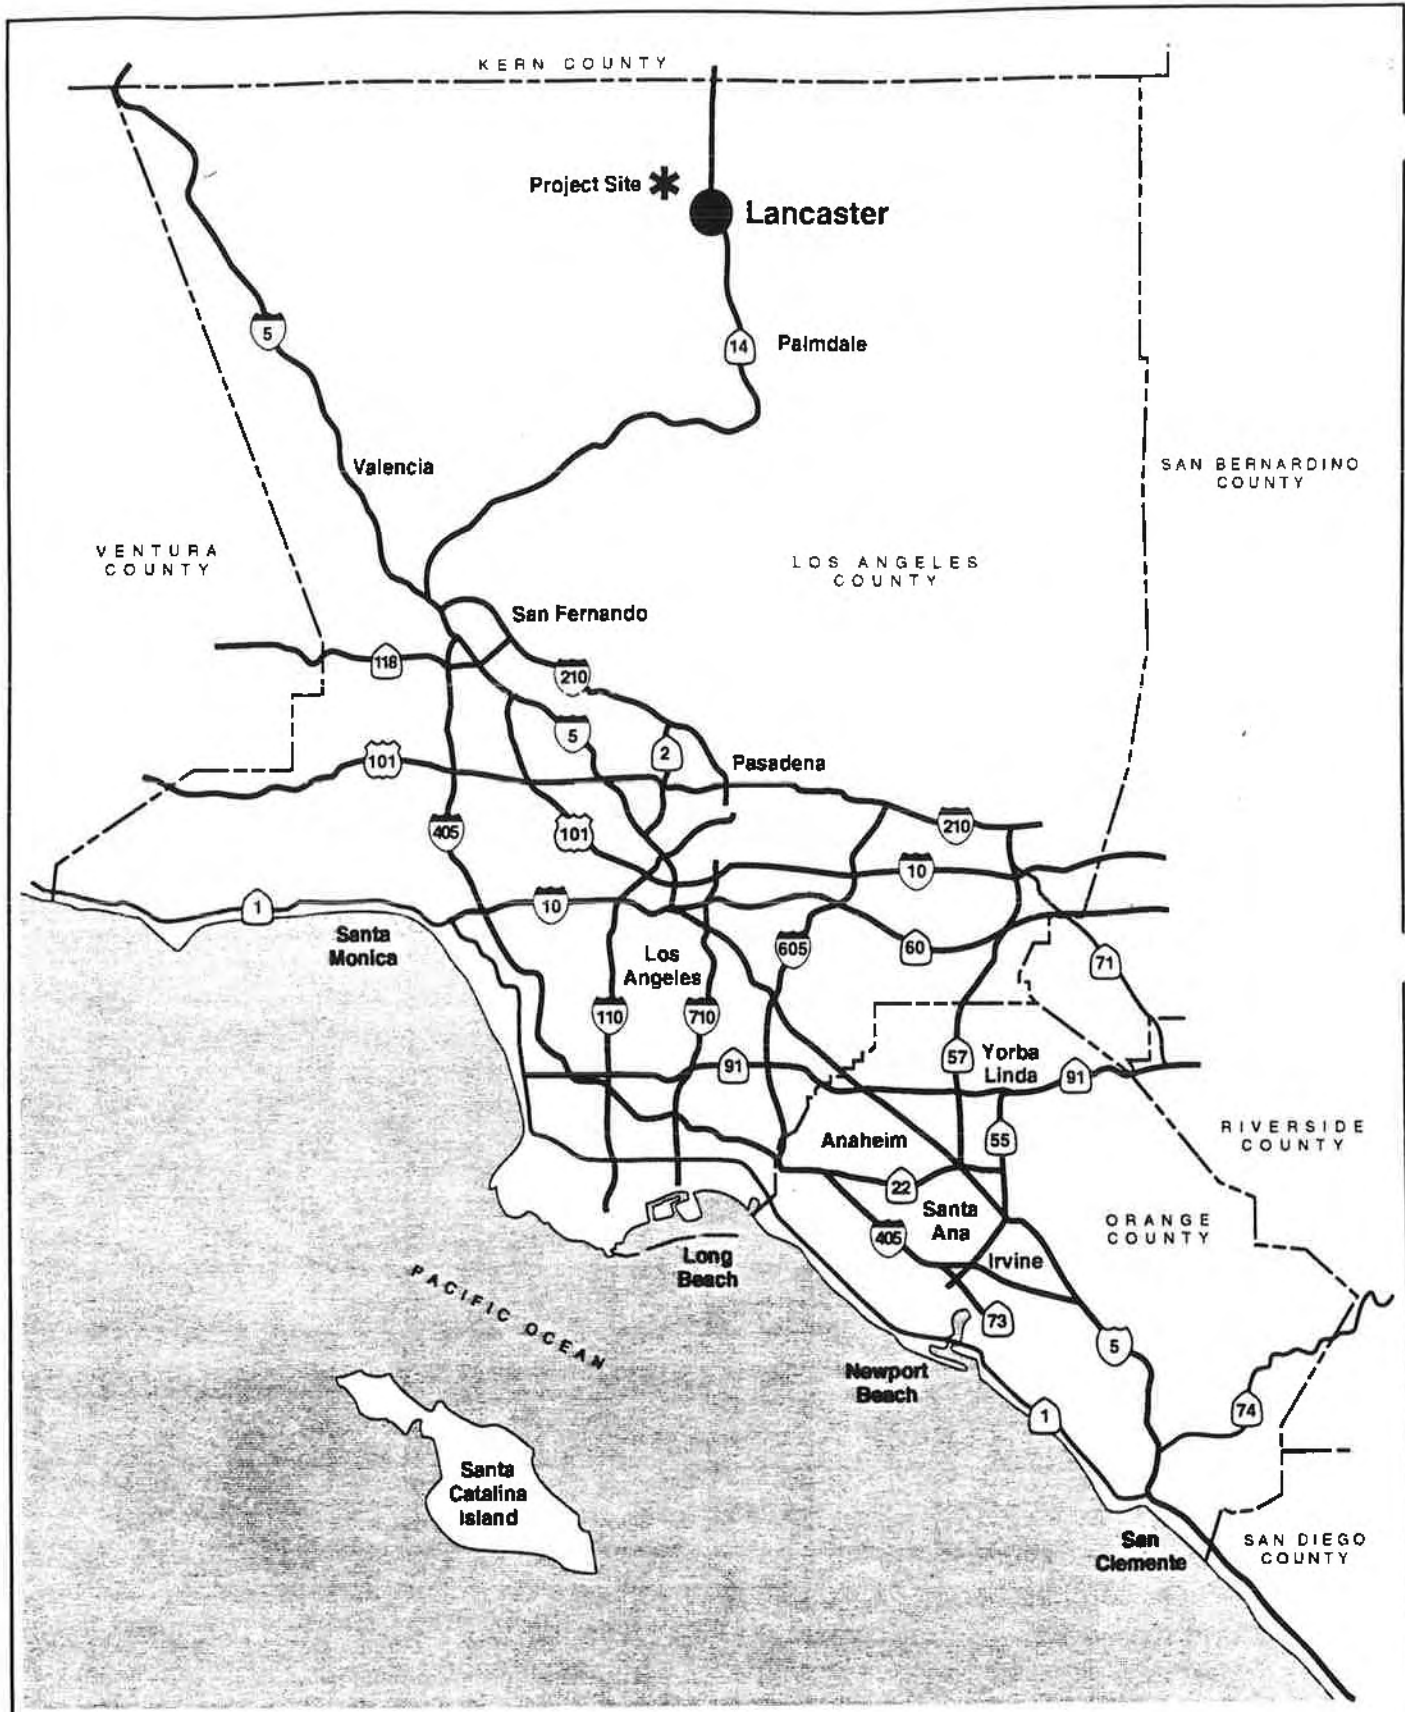 KERN COUNTY
Project Site
Lancaster
5
14
Palmdale
Valencia
SAN BERNARDINO
COUNTY
VENTURA
COUNTY
LOS ANGELES
COUNTY
San Fernando
118
210
5
2
101
Pasadena
405
101
210
10
1
10
Santa
Monica
Los
Angeles
605
60
71
110
710
91
57
Yorba
Linda
91
Anaheim
55
RIVERSIDE
COUNTY
22
Santa
Ana
405
ORANGE
COUNTY
Long
Beach
Irvine
PACIFIC OCEAN
73
5
Newport
Beach
1
74
Santa
Catalina
Island
San
Clemente
SAN DIEGO
COUNTY